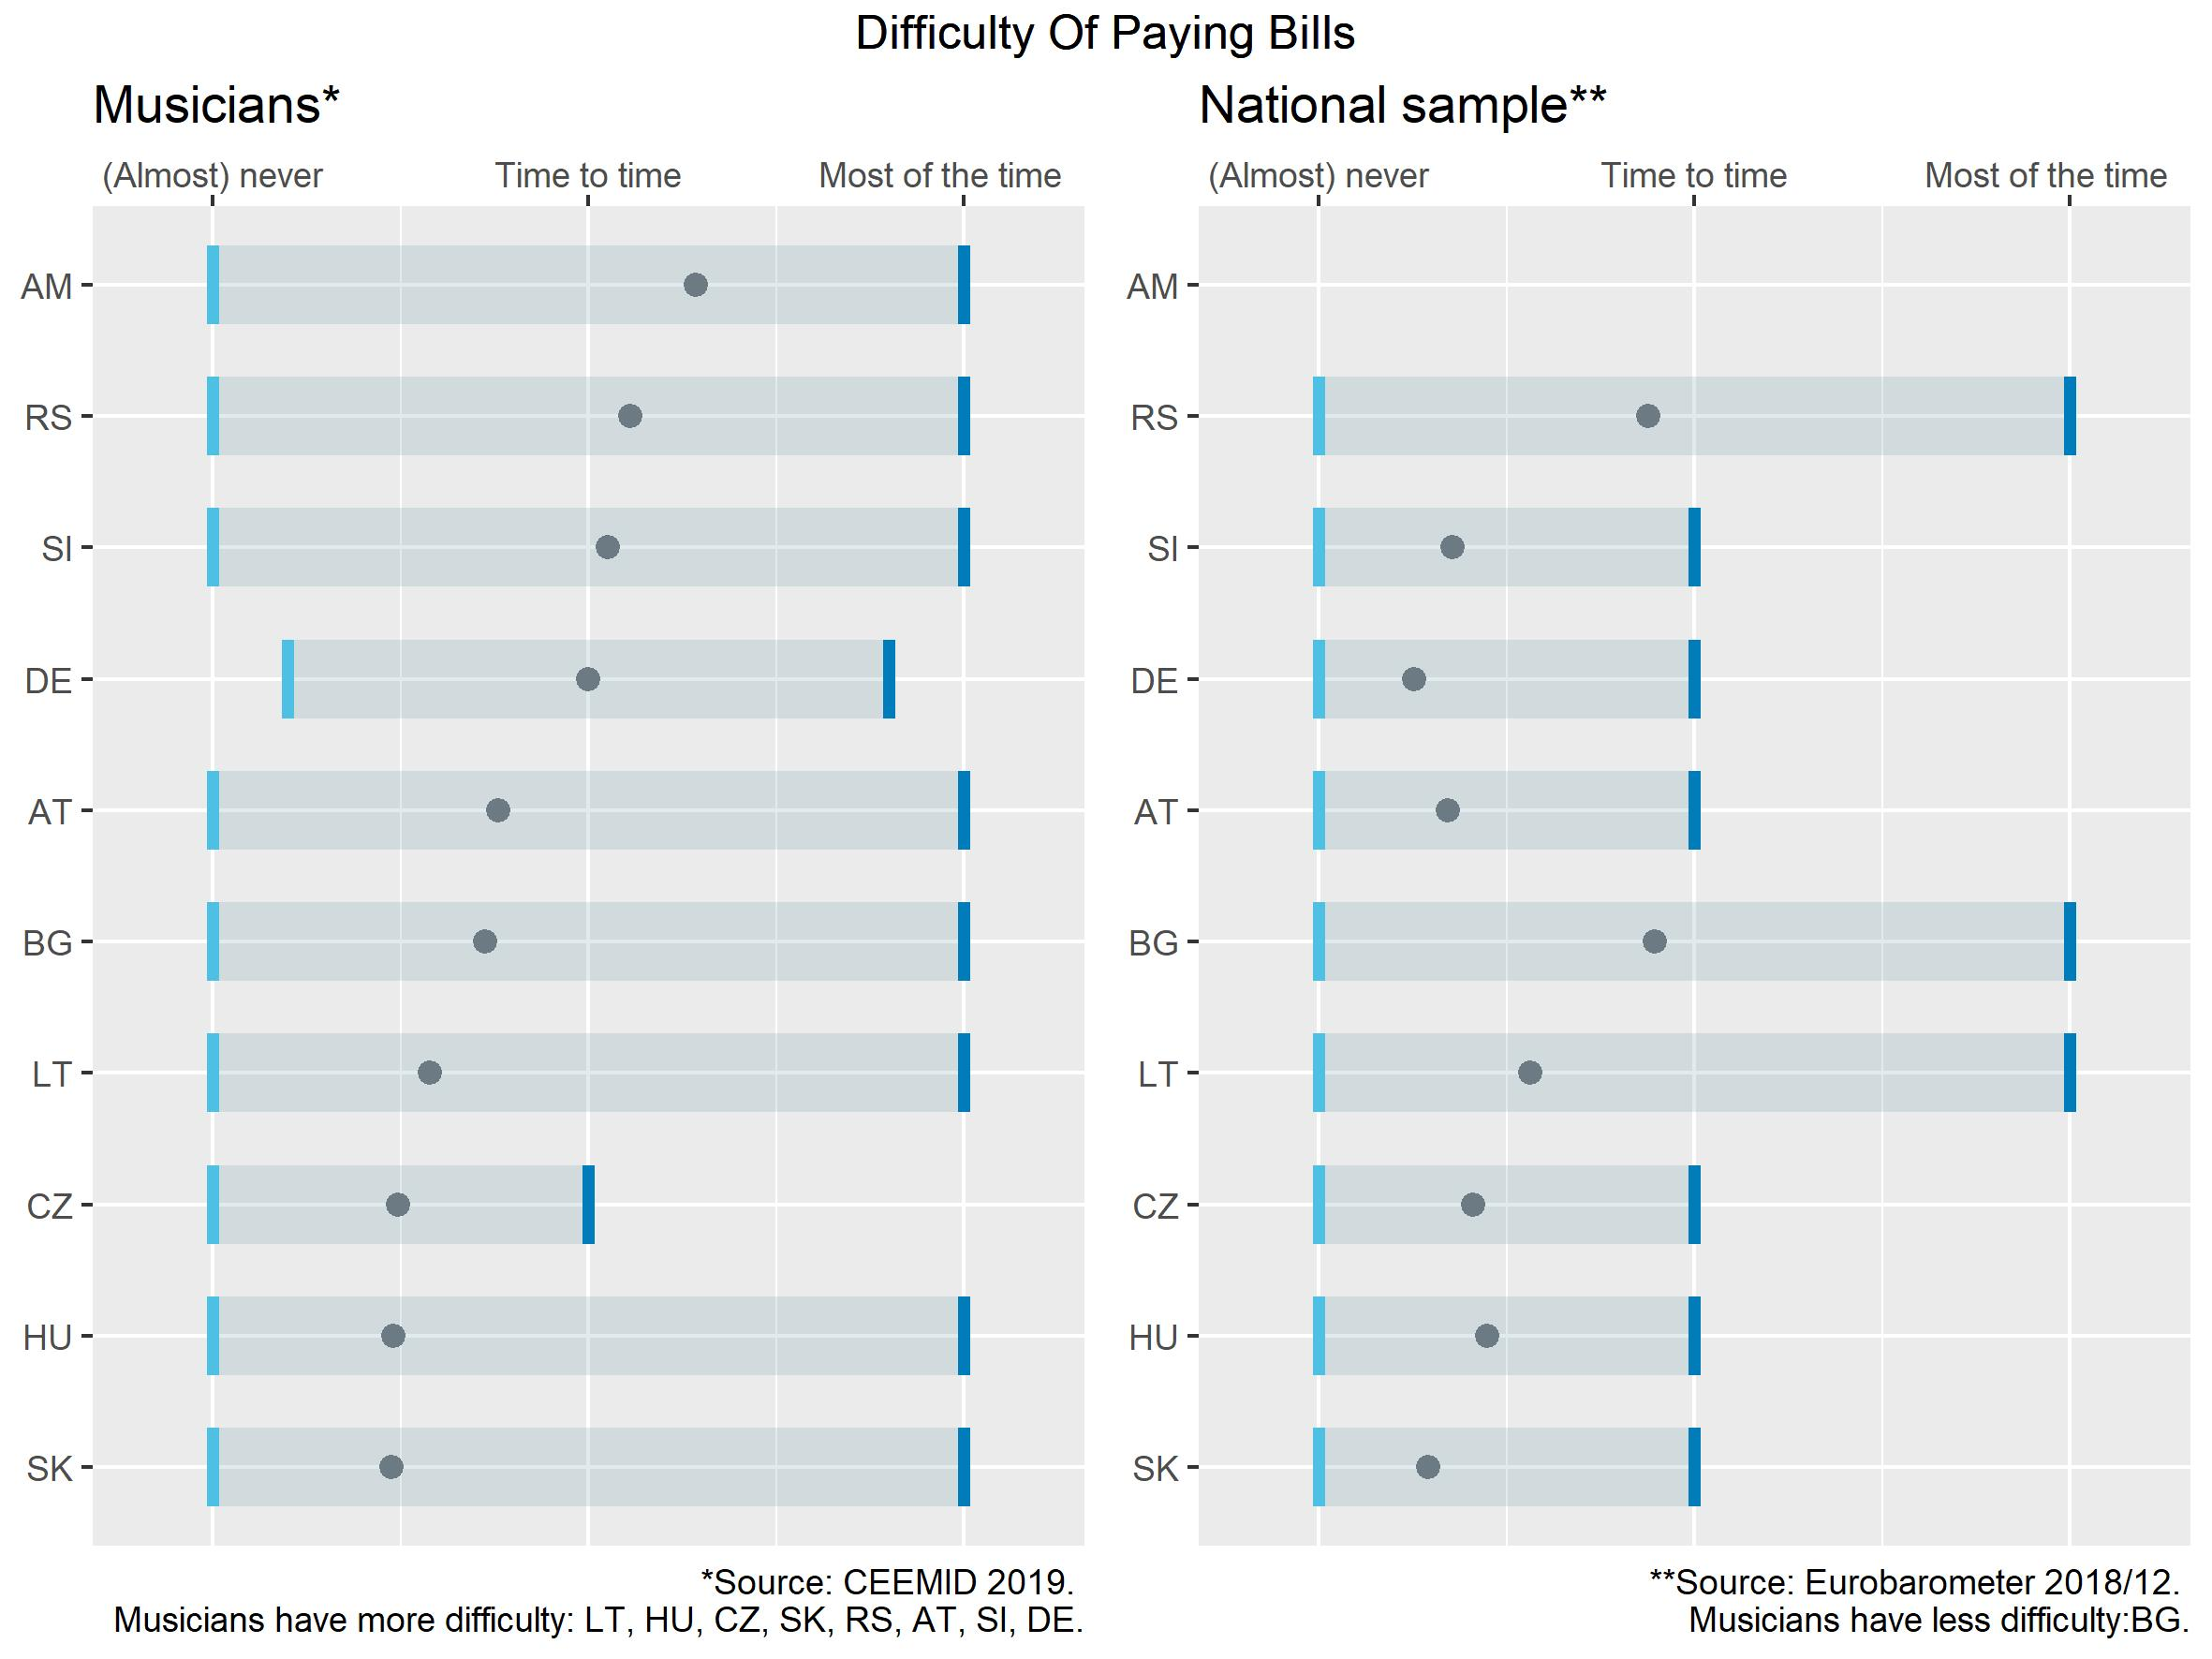 Difficulty Of Paying Bills
Musicians*
(Almost) never Time to time Most of the time
AM
RS
SI
DE
AT
BG
LT
CZ
HU
SK
*Source: CEEMID 2019.
Musicians have more difficulty: LT, HU, CZ, SK, RS, AT, SI, DE.
National sample**
(Almost) never Time to time Most of the time
AM
RS
SI
DE
AT
BG
LT
CZ
HU
SK
**Source: Eurobarometer 2018/12.
Musicians have less difficulty:BG.